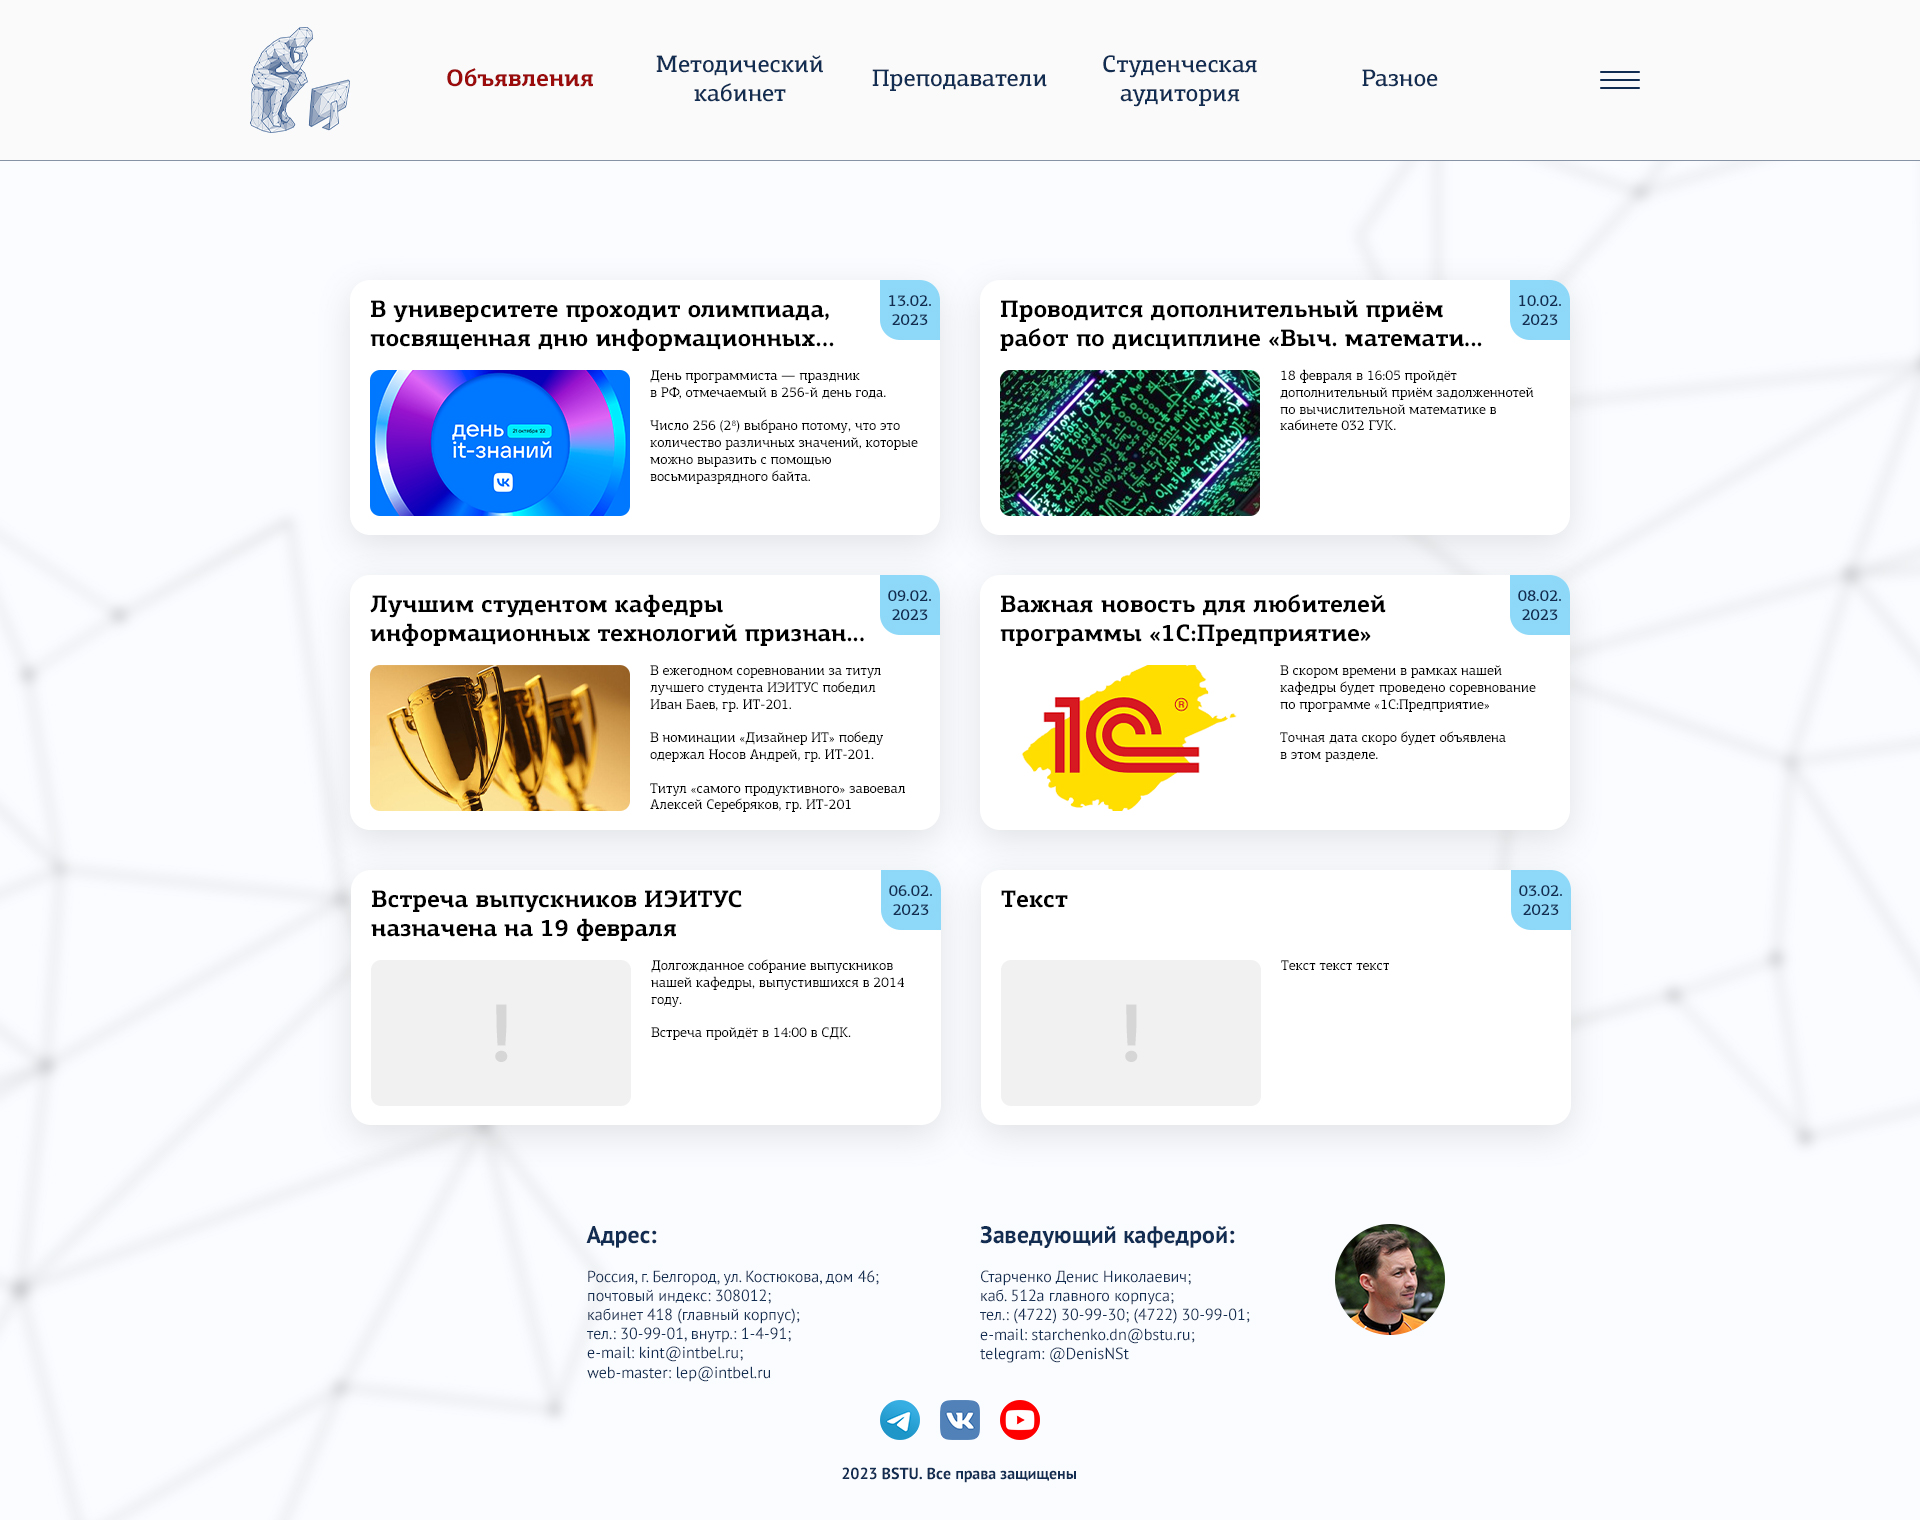 Объявления
Методический
кабинет
Преподаватели
Студенческая
аудитория
Разное
В университете проходит олимпиада,
посвященная дню информационных...
13.02.
2023
день
21 октября '22
it-знаний
День программиста — праздник
в РФ, отмечаемый в 256-й день года.
Число 256 (2⁸) выбрано потому, что это
количество различных значений, которые
можно выразить с помощью
восьмиразрядного байта.
Проводится дополнительный приём
работ по дисциплине «Выч. математи...
10.02.
2023
18 февраля в 16:05 пройдёт
дополнительный приём задолженнотей
по вычислительной математике в
кабинете 032 ГУК.
Лучшим студентом кафедры
информационных технологий признан...
09.02.
2023
В ежегодном соревновании за титул
лучшего студента ИЭИТУС победил
Иван Баев, гр. ИТ-201.
В номинации «Дизайнер ИТ» победу
одержал Носов Андрей, гр. ИТ-201.
Титул «самого продуктивного» завоевал
Алексей Серебряков, гр. ИТ-201
Важная новость для любителей
программы «1С:Предприятие»
08.02.
2023
1С ®
В скором времени в рамках нашей
кафедры будет проведено соревнование
по программе «1С:Предприятие»
Точная дата скоро будет объявлена
в этом разделе.
Встреча выпускников ИЭИТУС
назначена на 19 февраля
06.02.
2023
!
Долгожданное собрание выпускников
нашей кафедры, выпустившихся в 2014
году.
Встреча пройдёт в 14:00 в СДК.
Текст
03.02.
2023
!
Текст текст текст
Адрес:
Россия, г. Белгород, ул. Костюкова, дом 46;
почтовый индекс: 308012;
кабинет 418 (главный корпус);
тел.: 30-99-01, внутр.: 1-4-91;
e-mail: kint@intbel.ru;
web-master: lep@intbel.ru
Заведующий кафедрой:
Старченко Денис Николаевич;
каб. 512а главного корпуса;
тел.: (4722) 30-99-30; (4722) 30-99-01;
e-mail: starchenko.dn@bstu.ru;
telegram: @DenisNSt
2023 BSTU. Все права защищены